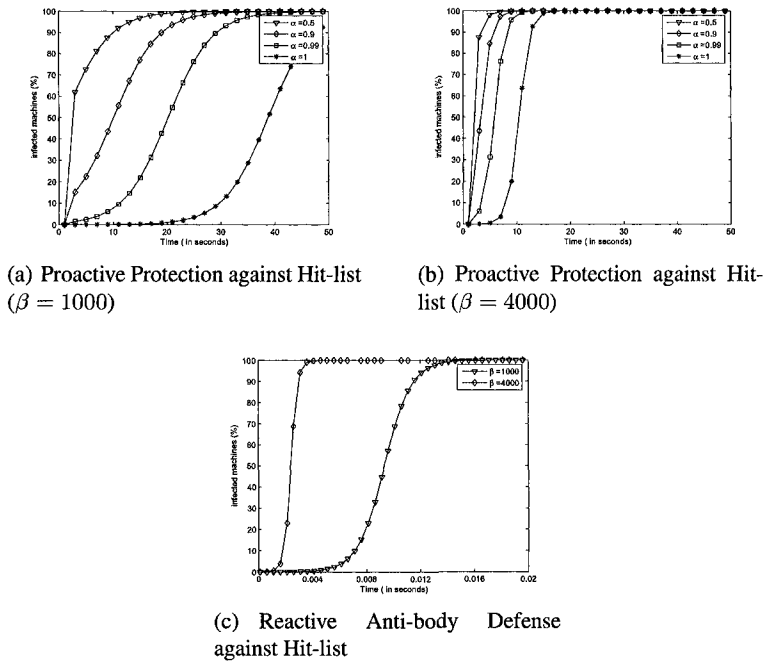 100
90
80
70
60
50
40
30
20
10
0
infected machines (%)
0 10 20 30 40 50
Time ( in seconds)
α=0.5
α=0.9
α=0.99
α=1
(a) Proactive Protection against Hit-list
(β = 1000)
100
90
80
70
60
50
40
30
20
10
0
infected machines (%)
0 10 20 30 40 50
Time ( in seconds)
α=0.5
α=0.9
α=0.99
α=1
(b) Proactive Protection against Hit-
list (β = 4000)
100
90
80
70
60
50
40
30
20
10
0
infected machines (%)
0 0.004 0.008 0.012 0.016 0.02
Time ( in seconds)
β=1000
β=4000
(c) Reactive Anti-body Defense
against Hit-list